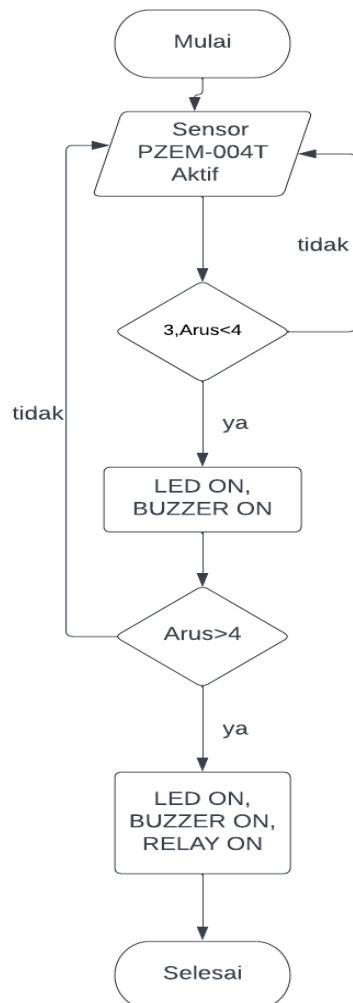 Mulai
Sensor
PZEM-004T
Aktif
tidak
3,Arus<4
tidak
ya
LED ON,
BUZZER ON
Arus>4
ya
LED ON,
BUZZER ON,
RELAY ON
Selesai